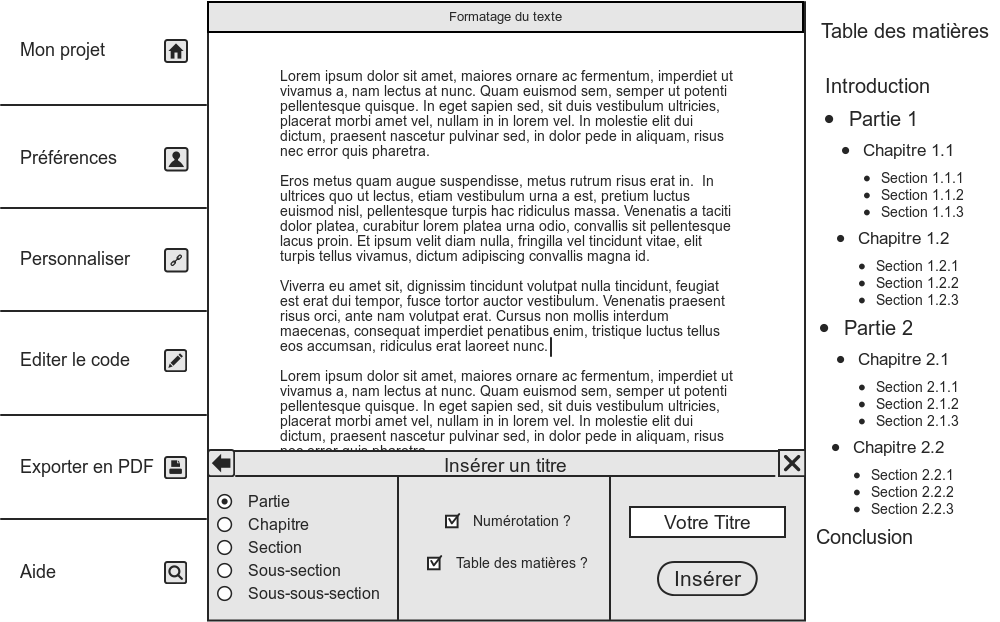 Mon projet
Préférences
Personnaliser
Editer le code
Exporter en PDF
Aide
Formatage du texte
Lorem ipsum dolor sit amet, maiores ornare ac fermentum, imperdiet ut
vivamus a, nam lectus at nunc. Quam euismod sem, semper ut potenti
pellentesque quisque. In eget sapien sed, sit duis vestibulum ultricies,
placerat morbi amet vel, nullam in in lorem vel. In molestie elit dui
dictum, praesent nascetur pulvinar sed, in dolor pede in aliquam, risus
nec error quis pharetra.
Eros metus quam augue suspendisse, metus rutrum risus erat in.  In
ultrices quo ut lectus, etiam vestibulum urna a est, pretium luctus
euismod nisl, pellentesque turpis hac ridiculus massa. Venenatis a taciti
dolor platea, curabitur lorem platea urna odio, convallis sit pellentesque
lacus proin. Et ipsum velit diam nulla, fringilla vel tincidunt vitae, elit
turpis tellus vivamus, dictum adipiscing convallis magna id.
Viverra eu amet sit, dignissim tincidunt volutpat nulla tincidunt, feugiat
est erat dui tempor, fusce tortor auctor vestibulum. Venenatis praesent
risus orci, ante nam volutpat erat. Cursus non mollis interdum
maecenas, consequat imperdiet penatibus enim, tristique luctus tellus
eos accumsan, ridiculus erat laoreet nunc.
Lorem ipsum dolor sit amet, maiores ornare ac fermentum, imperdiet ut
vivamus a, nam lectus at nunc. Quam euismod sem, semper ut potenti
pellentesque quisque. In eget sapien sed, sit duis vestibulum ultricies,
placerat morbi amet vel, nullam in in lorem vel. In molestie elit dui
dictum, praesent nascetur pulvinar sed, in dolor pede in aliquam, risus
nec error quis pharetra.
Insérer un titre
Partie
Chapitre
Section
Sous-section
Sous-sous-section
Numérotation ?
Table des matières ?
Votre Titre
Insérer
Table des matières
Introduction
Partie 1
Chapitre 1.1
Section 1.1.1
Section 1.1.2
Section 1.1.3
Chapitre 1.2
Section 1.2.1
Section 1.2.2
Section 1.2.3
Partie 2
Chapitre 2.1
Section 2.1.1
Section 2.1.2
Section 2.1.3
Chapitre 2.2
Section 2.2.1
Section 2.2.2
Section 2.2.3
Conclusion